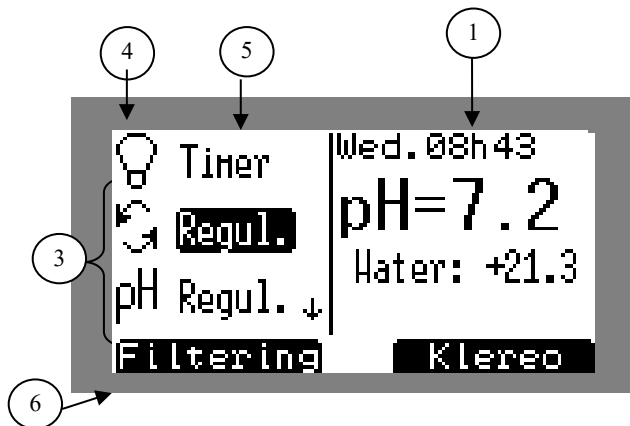 4
5
1
Timer
Regul.
pH Regul. ↓
Wed.08h43
pH=7.2
Water: +21.3
3
Filtering
Klereo
6